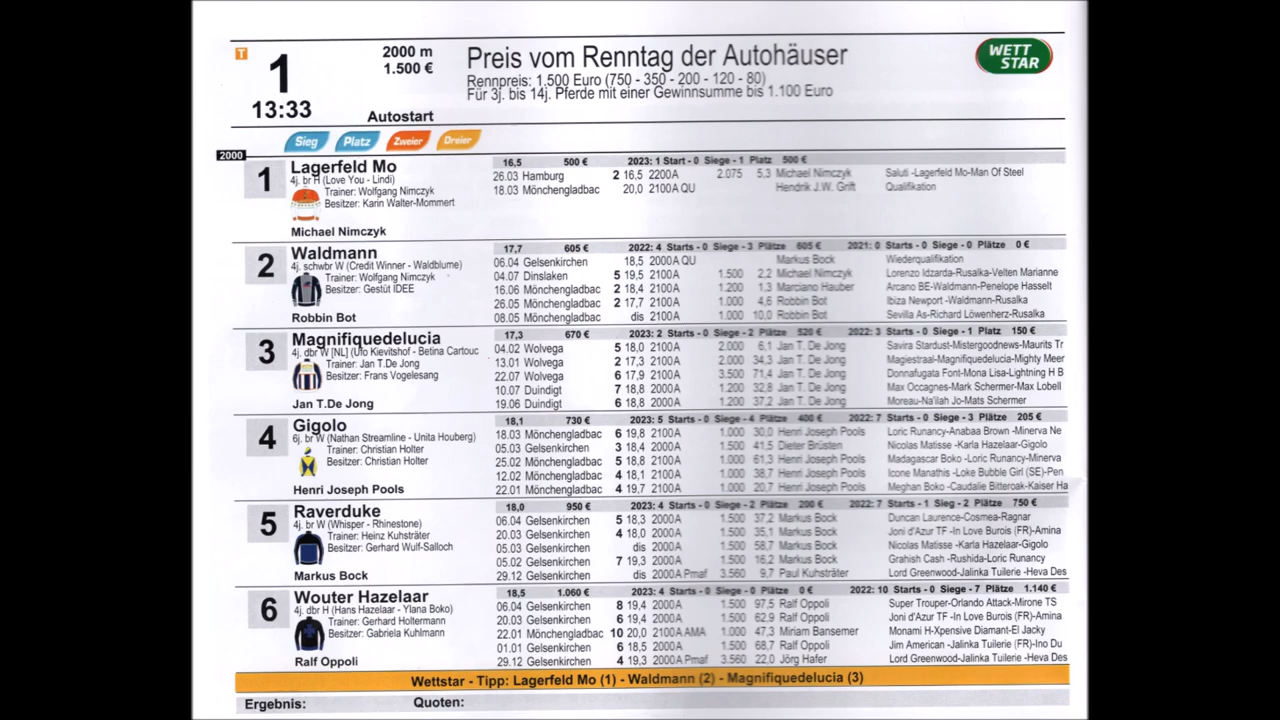 T
1
13:33
2000 m
1.500 €
Autostart
Preis vom Renntag der Autohäuser
Rennpreis: 1.500 Euro (750 - 350 - 200 - 120 - 80)
Für 3j. bis 14j. Pferde mit einer Gewinnsumme bis 1.100 Euro
WETT
STAR
Sieg Platz Zweier Dreier
2000
1
Lagerfeld Mo
4j. br H (Love You - Lindi)
Trainer: Wolfgang Nimczyk
Besitzer: Karin Walter-Mommert
Michael Nimczyk
16,5 500 € 2023: 1 Start - 0 Siege - 1 Platz 500 €
26.03 Hamburg 2 16,5 2200A 2.075 5,3 Michael Nimczyk Saluti -Lagerfeld Mo-Man Of Steel
18.03 Mönchengladbac 20,0 2100A QU Hendrik J.W. Grift Qualifikation
2
Waldmann
4j. schwbr W (Credit Winner - Waldblume)
Trainer: Wolfgang Nimczyk
Besitzer: Gestüt IDEE
Robbin Bot
17,7 605 € 2022: 4 Starts - 0 Siege - 3 Plätze 605 € 2021: 0 Starts - 0 Siege - 0 Plätze 0 €
06.04 Gelsenkirchen 18,5 2000A QU Markus Bock Wiederqualifikation
04.07 Dinslaken 5 19,5 2100A 1.500 2,2 Michael Nimczyk Lorenzo Idzarda-Rusalka-Velten Marianne
16.06 Mönchengladbac 2 18,4 2100A 1.200 1,3 Marciano Hauber Arcano BE-Waldmann-Penelope Hasselt
26.05 Mönchengladbac 2 17,7 2100A 1.000 4,6 Robbin Bot Ibiza Newport -Waldmann-Rusalka
08.05 Mönchengladbac dis 2100A 1.000 10,0 Robbin Bot Sevilla As-Richard Löwenherz-Rusalka
3
Magnifiquedelucia
4j. dbr W [NL] (Ufo Kievitshof - Betina Cartouc
Trainer: Jan T.De Jong
Besitzer: Frans Vogelesang
Jan T.De Jong
17,3 670 € 2023: 2 Starts - 0 Siege - 2 Plätze 520 € 2022: 3 Starts - 0 Siege - 1 Platz 150 €
04.02 Wolvega 5 18,0 2100A 2.000 6,1 Jan T. De Jong Savira Stardust-Mistergoodnews-Maurits Tr
13.01 Wolvega 2 17,3 2100A 2.000 34,3 Jan T. De Jong Magiestraal-Magnifiquedelucia-Mighty Meer
22.07 Wolvega 6 17,9 2100A 3.500 71,4 Jan T. De Jong Donnafugata Font-Mona Lisa-Lightning H B
10.07 Duindigt 7 18,8 2000A 1.200 32,8 Jan T. De Jong Max Occagnes-Mark Schermer-Max Lobell
19.06 Duindigt 6 18,8 2000A 1.200 37,2 Jan T. De Jong Moreau-Na'ilah Jo-Mats Schermer
4
Gigolo
6j. br W (Nathan Streamline - Unita Houberg)
Trainer: Christian Holter
Besitzer: Christian Holter
Henri Joseph Pools
18,1 730 € 2023: 5 Starts - 0 Siege - 4 Plätze 400 € 2022: 7 Starts - 0 Siege - 3 Plätze 205 €
18.03 Mönchengladbac 6 19,8 2100A 1.000 30,0 Henri Joseph Pools Loric Runancy-Anabaa Brown -Minerva Ne
05.03 Gelsenkirchen 3 18,4 2000A 1.500 41,5 Dieter Brüsten Nicolas Matisse -Karla Hazelaar-Gigolo
25.02 Mönchengladbac 5 18,8 2100A 1.000 61,3 Henri Joseph Pools Madagascar Boko -Loric Runancy-Minerva
12.02 Mönchengladbac 4 18,1 2100A 1.000 38,7 Henri Joseph Pools Icone Manathis -Loke Bubble Girl (SE)-Pen
22.01 Mönchengladbac 4 19,7 2100A 1.000 20,7 Henri Joseph Pools Meghan Boko -Caudalie Bitteroak-Kaiser Ha
5
Raverduke
4j. br W (Whisper - Rhinestone)
Trainer: Heinz Kuhsträter
Besitzer: Gerhard Wulf-Salloch
Markus Bock
18,0 950 € 2023: 4 Starts - 0 Siege - 2 Plätze 200 € 2022: 7 Starts - 1 Sieg - 2 Plätze 750 €
06.04 Gelsenkirchen 5 18,3 2000A 1.500 37,2 Markus Bock Duncan Laurence-Cosmea-Ragnar
20.03 Gelsenkirchen 4 18,0 2000A 1.500 35,1 Markus Bock Joni d'Azur TF -In Love Burois (FR)-Amina
05.03 Gelsenkirchen dis 2000A 1.500 58,7 Markus Bock Nicolas Matisse -Karla Hazelaar-Gigolo
05.02 Gelsenkirchen 7 19,3 2000A 1.500 16,2 Markus Bock Grahish Cash -Rushida-Loric Runancy
29.12 Gelsenkirchen dis 2000A Pmaf 3.560 9,7 Paul Kuhsträter Lord Greenwood-Jalinka Tuilerie -Heva Des
6
Wouter Hazelaar
4j. dbr H (Hans Hazelaar - Ylana Boko)
Trainer: Gerhard Holtermann
Besitzer: Gabriela Kuhlmann
Ralf Oppoli
18,5 1.060 € 2023: 4 Starts - 0 Siege - 0 Plätze 0 € 2022: 10 Starts - 0 Siege - 7 Plätze 1.140 €
06.04 Gelsenkirchen 8 19,4 2000A 1.500 97,5 Ralf Oppoli Super Trouper-Orlando Attack-Mirone TS
20.03 Gelsenkirchen 6 19,4 2000A 1.500 62,9 Ralf Oppoli Joni d'Azur TF -In Love Burois (FR)-Amina
22.01 Mönchengladbac 10 20,0 2100A AMA 1.000 47,3 Miriam Bansemer Monami H-Xpensive Diamant-El Jacky
01.01 Gelsenkirchen 6 18,5 2000A 1.500 68,7 Ralf Oppoli Jim American -Jalinka Tuilerie (FR)-Ino Du
29.12 Gelsenkirchen 4 19,3 2000A Pmaf 3.560 22,0 Jörg Hafer Lord Greenwood-Jalinka Tuilerie -Heva Des
Wettstar - Tipp: Lagerfeld Mo (1) - Waldmann (2) - Magnifiquedelucia (3)
Ergebnis: Quoten: